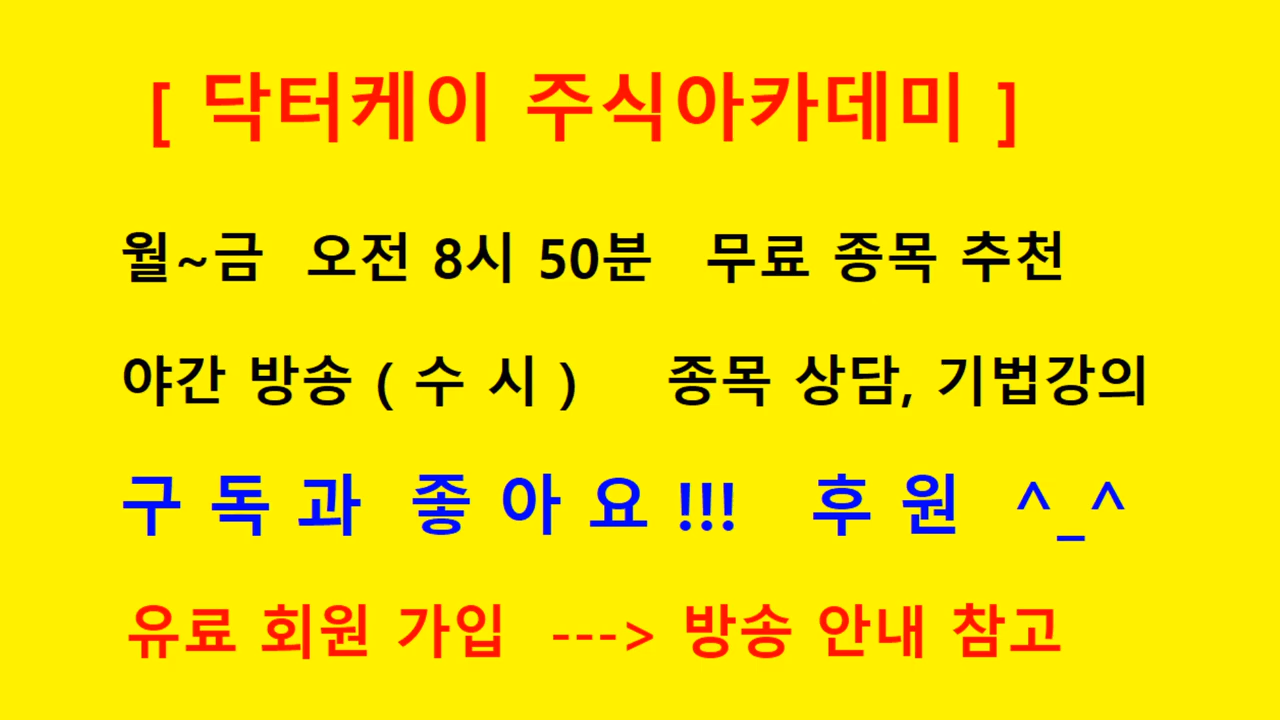 [ 닥터케이 주식아카데미 ]
월~금 오전 8시 50분 무료 종목 추천
야간 방송 ( 수 시 ) 종목 상담, 기법강의
구 독 과 좋 아 요 !!! 후 원 ^_^
유료 회원 가입 ---> 방송 안내 참고